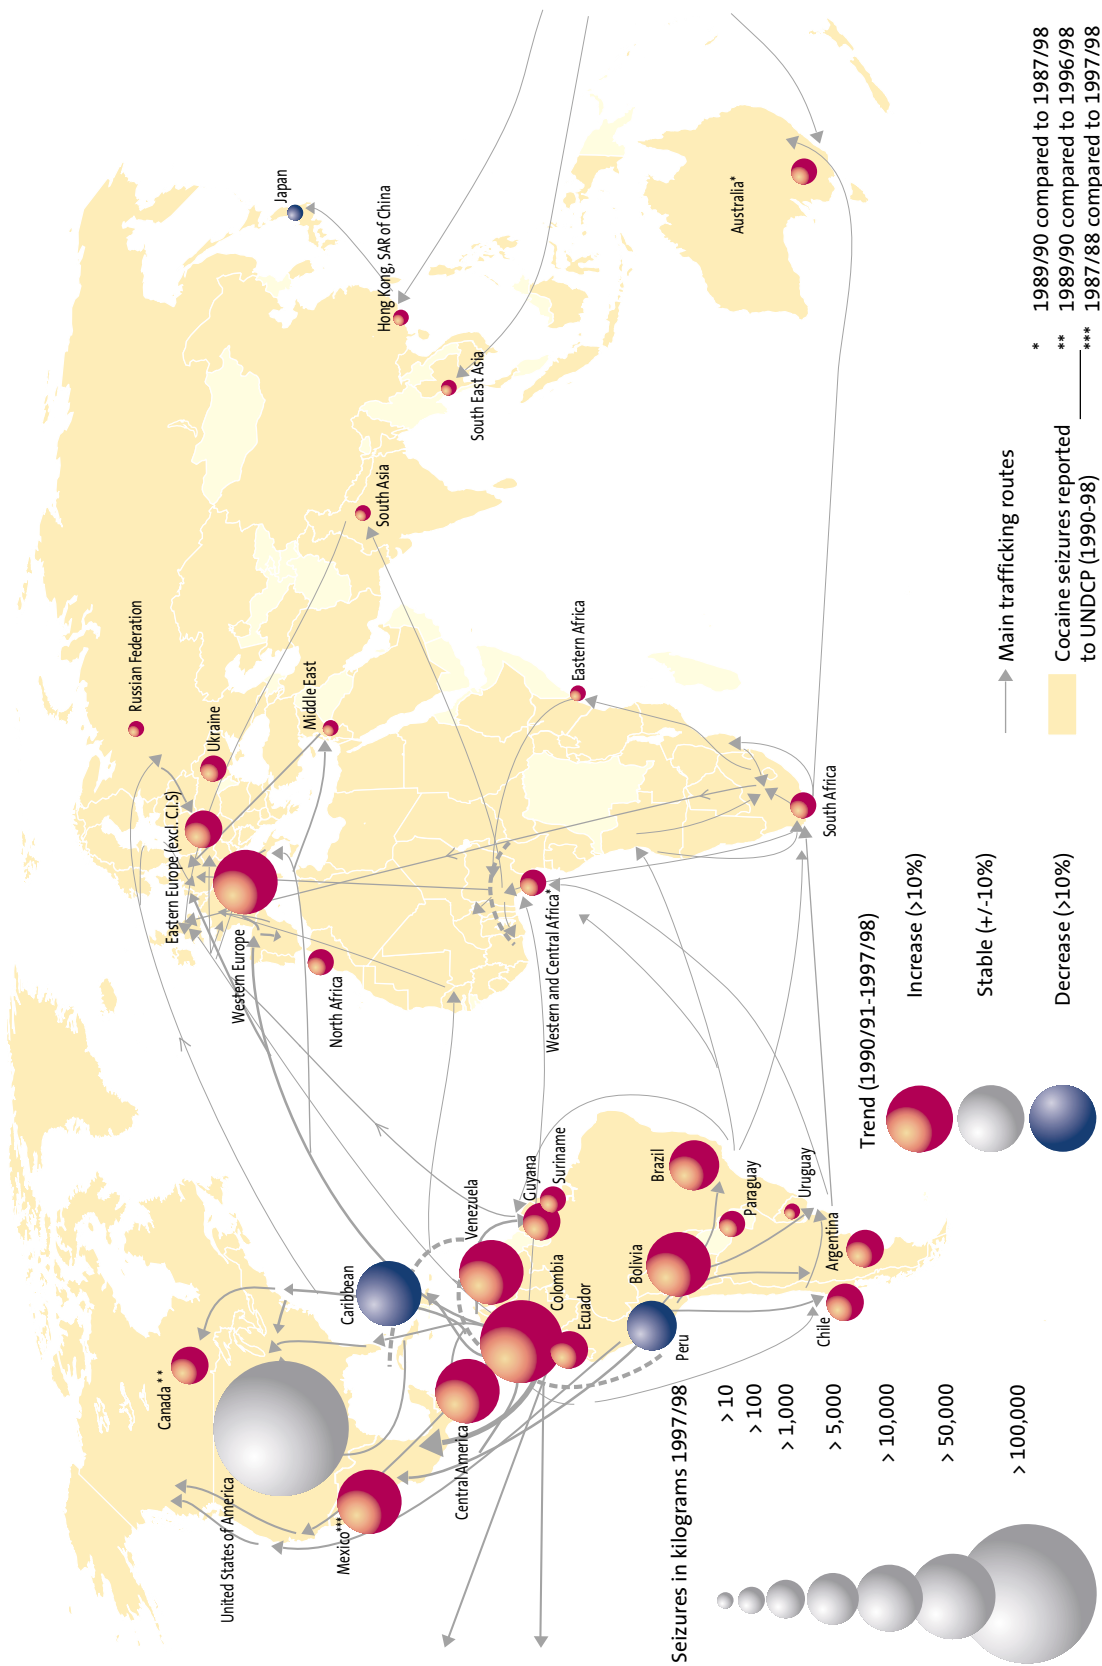 Canada **
United States of America
Mexico***
Central America
Caribbean
Venezuela
Guyana
Suriname
Colombia
Ecuador
Peru
Bolivia
Brazil
Paraguay
Uruguay
Argentina
Chile
Russian Federation
Ukraine
Eastern Europe (excl. C.I.S)
Western Europe
North Africa
Middle East
Western and Central Africa*
Eastern Africa
South Africa
South Asia
South East Asia
Hong Kong, SAR of China
Japan
Australia*
Seizures in kilograms 1997/98
> 10
> 100
> 1,000
> 5,000
> 10,000
> 50,000
> 100,000
Trend (1990/91-1997/98)
Increase (>10%)
Stable (+/-10%)
Decrease (>10%)
Main trafficking routes
Cocaine seizures reported
to UNDCP (1990-98)
* 1989/90 compared to 1987/98
** 1989/90 compared to 1996/98
*** 1987/88 compared to 1997/98